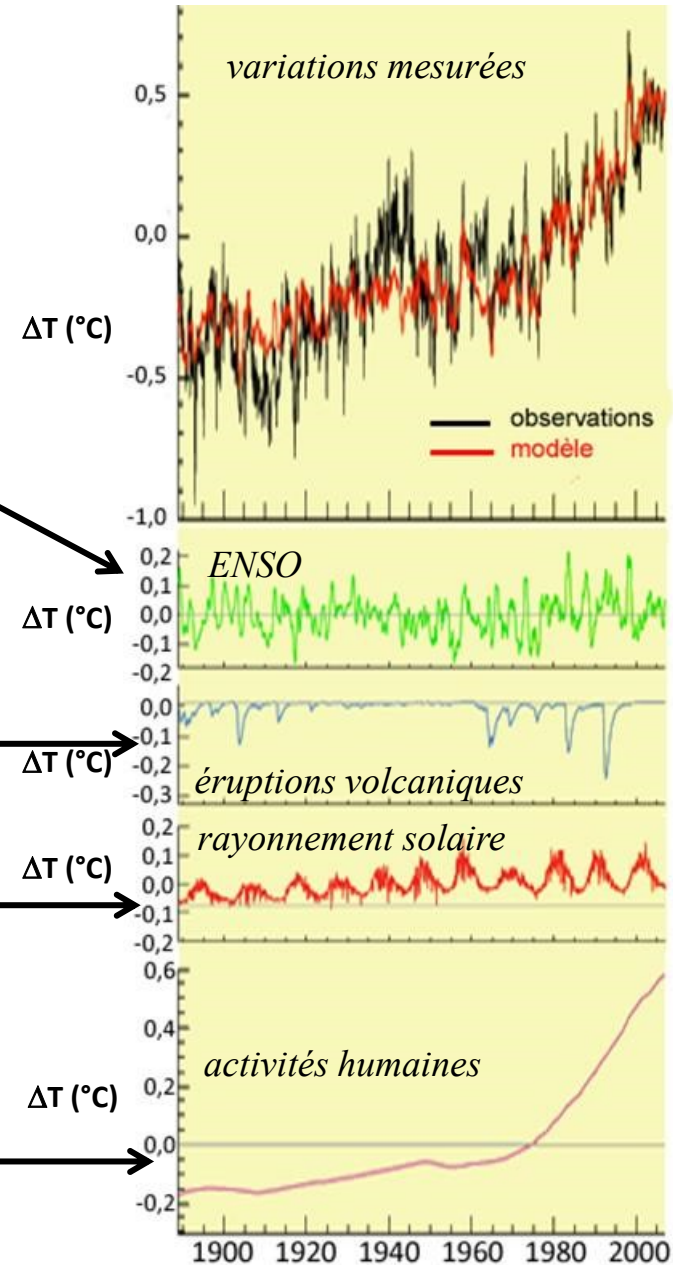 variations mesurées
0,5
0,0
ΔT (°C)
-0,5
observations
modèle
-1,0
0,2
ENSO
0,1
ΔT (°C)
0,0
-0,1
-0,2
0,0
-0,1
ΔT (°C)
-0,2
éruptions volcaniques
-0,3
0,2
rayonnement solaire
0,1
ΔT (°C)
0,0
-0,1
-0,2
0,6
0,4
activités humaines
0,2
ΔT (°C)
0,0
-0,2
1900 1920 1940 1960 1980 2000